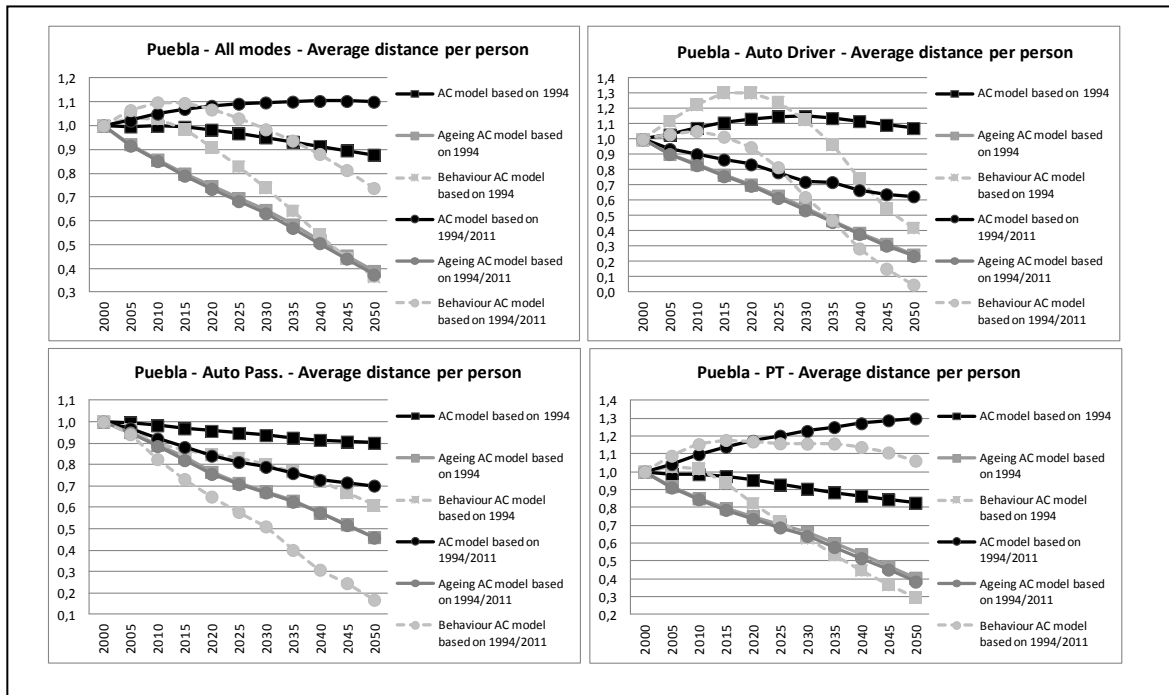 Puebla - All modes - Average distance per person
1,2
1,1
1,0
0,9
0,8
0,7
0,6
0,5
0,4
0,3
2000
2005
2010
2015
2020
2025
2030
2035
2040
2045
2050
AC model based on 1994
Ageing AC model based
on 1994
Behaviour AC model
based on 1994
AC model based on
1994/2011
Ageing AC model based
on 1994/2011
Behaviour AC model
based on 1994/2011
Puebla - Auto Driver - Average distance per person
1,4
1,3
1,2
1,1
1,0
0,9
0,8
0,7
0,6
0,5
0,4
0,3
0,2
0,1
0,0
2000
2005
2010
2015
2020
2025
2030
2035
2040
2045
2050
AC model based on 1994
Ageing AC model based
on 1994
Behaviour AC model
based on 1994
AC model based on
1994/2011
Ageing AC model based
on 1994/2011
Behaviour AC model
based on 1994/2011
Puebla - Auto Pass. - Average distance per person
1,0
0,9
0,8
0,7
0,6
0,5
0,4
0,3
0,2
0,1
2000
2005
2010
2015
2020
2025
2030
2035
2040
2045
2050
AC model based on 1994
Ageing AC model based
on 1994
Behaviour AC model
based on 1994
AC model based on
1994/2011
Ageing AC model based
on 1994/2011
Behaviour AC model
based on 1994/2011
Puebla - PT - Average distance per person
1,4
1,3
1,2
1,1
1,0
0,9
0,8
0,7
0,6
0,5
0,4
0,3
0,2
2000
2005
2010
2015
2020
2025
2030
2035
2040
2045
2050
AC model based on 1994
Ageing AC model based
on 1994
Behaviour AC model
based on 1994
AC model based on
1994/2011
Ageing AC model based
on 1994/2011
Behaviour AC model
based on 1994/2011